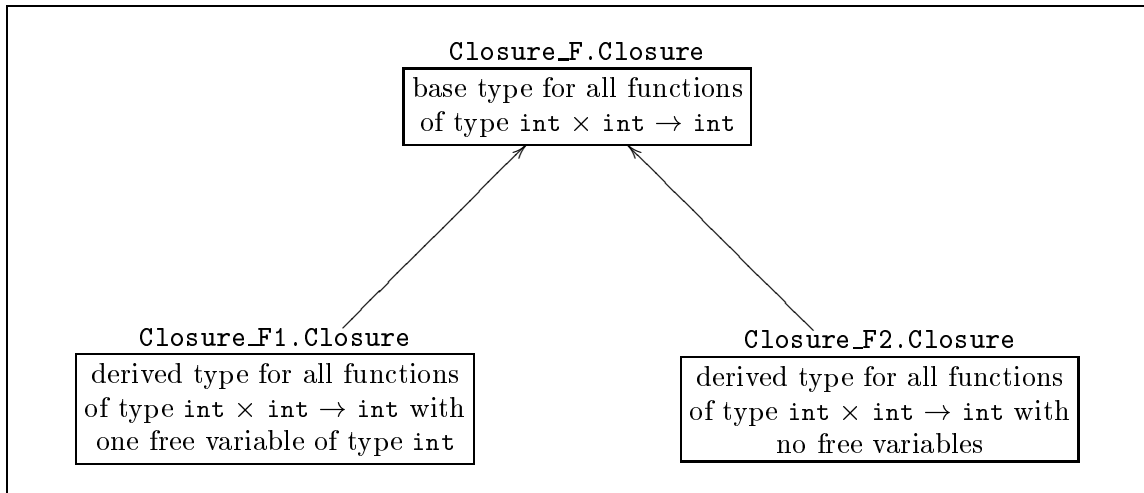 Closure_F.Closure
base type for all functions
of type int × int → int
Closure_F1.Closure
derived type for all functions
of type int × int → int with
one free variable of type int
Closure_F2.Closure
derived type for all functions
of type int × int → int with
no free variables